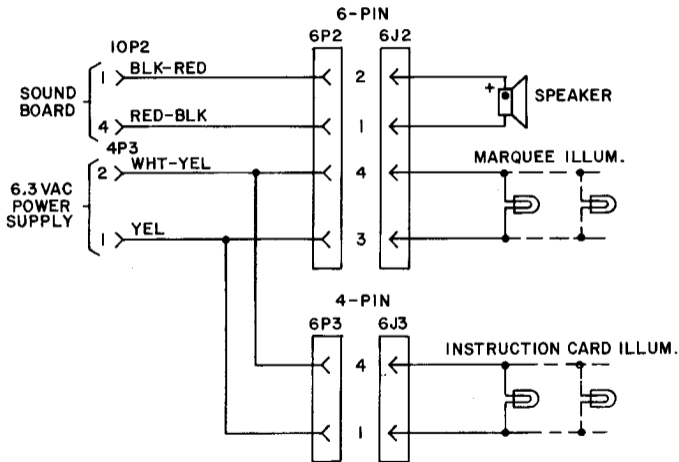 6-PIN
6P2 6J2
10P2
1 BLK-RED 2
SOUND
BOARD
+ SPEAKER
4 RED-BLK 1
4P3
2 WHT-YEL 4
MARQUEE ILLUM.
6.3 VAC
POWER
SUPPLY
1 YEL 3
4-PIN
6P3 6J3
INSTRUCTION CARD ILLUM.
4
1